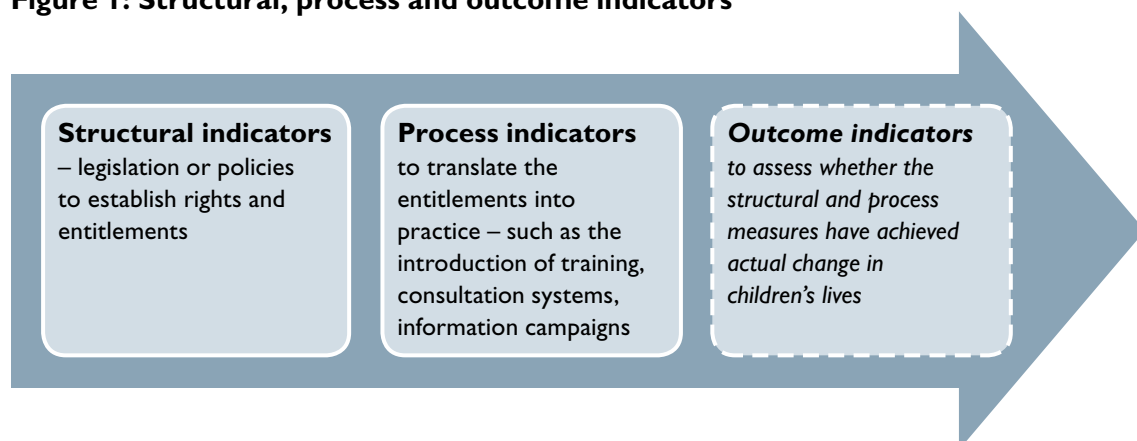 Figure 1: Structural, process and outcome indicators
Structural indicators
– legislation or policies
to establish rights and
entitlements
Process indicators
to translate the
entitlements into
practice – such as the
introduction of training,
consultation systems,
information campaigns
Outcome indicators
to assess whether the
structural and process
measures have achieved
actual change in
children’s lives